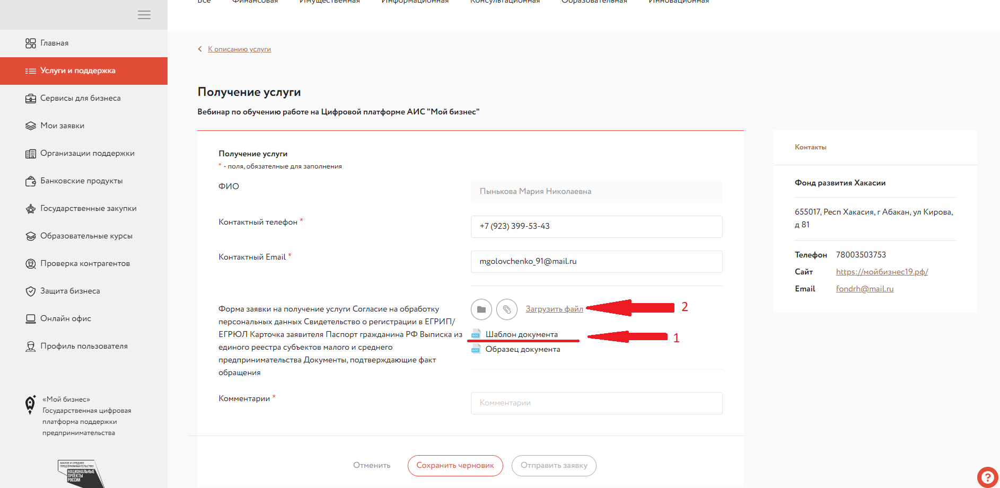 Все Финансовая Имущественная Информационная Консультационная Образовательная Инновационная
Главная
Услуги и поддержка
Сервисы для бизнеса
Мои заявки
Организации поддержки
Банковские продукты
Государственные закупки
Образовательные курсы
Проверка контрагентов
Защита бизнеса
Онлайн офис
Профиль пользователя
«Мой бизнес»
Государственная цифровая
платформа поддержки
предпринимательства
МАЛОЕ И СРЕДНЕЕ
ПРЕДПРИНИМАТЕЛЬСТВО
НАЦИОНАЛЬНЫЕ
ПРОЕКТЫ
РОССИИ
К описанию услуги
Получение услуги
Вебинар по обучению работе на Цифровой платформе АИС "Мой бизнес"
Получение услуги
* - поля, обязателные для заполнения
ФИО
Пынькова Мария Николаевна
Контактный телефон *
+7 (923) 399-53-43
Контактный Email *
mgolovchenko_91@mail.ru
Форма заявки на получение услуги Согласие на обработку
персональных данных Свидетельство о регистрации в ЕГРИП/
ЕГРЮЛ Карточка заявителя Паспорт гражданина РФ Выписка из
единого реестра субъектов малого и среднего
предпринимательства Документы, подтверждающие факт
обращения
Загрузить файл
2
DOC Шаблон документа
1
DOC Образец документа
Комментарии *
Комментарии
Отменить
Сохранить черновик
Отправить заявку
Контакты
Фонд развития Хакасии
655017, Респ Хакасия, г Абакан, ул Кирова,
д 81
Телефон 78003503753
Сайт https://мойбизнес19.рф/
Email fondrh@mail.ru
?